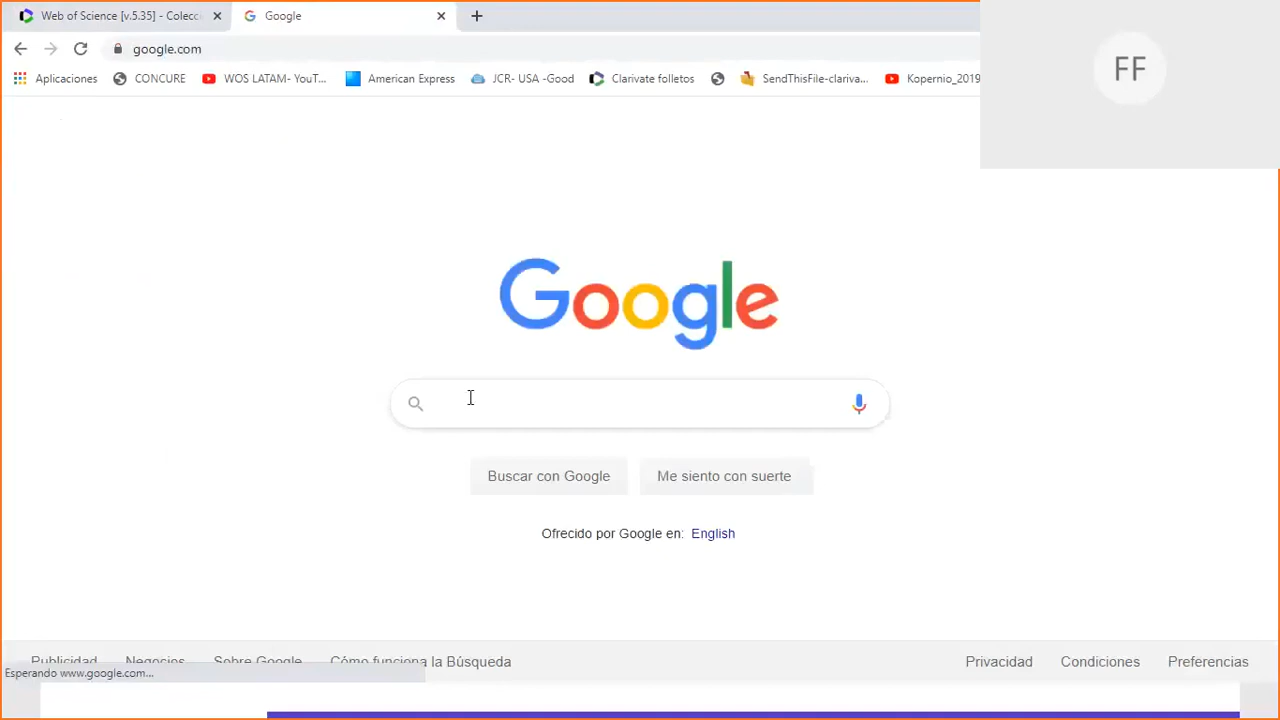 Web of Science [v.5.35] - Colecc
Google
google.com
Aplicaciones
CONCURE
WOS LATAM- YouT...
American Express
JCR- USA -Good
Clarivate folletos
SendThisFile-clariva...
Kopernio_2019
FF
Google
Buscar con Google
Me siento con suerte
Ofrecido por Google en: English
Publicidad
Negocios
Sobre Google
Cómo funciona la Búsqueda
Privacidad
Condiciones
Preferencias
Esperando www.google.com...